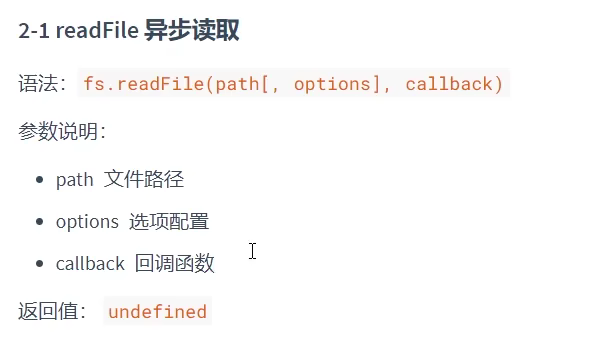 2-1 readFile 异步读取
语法：fs.readFile(path[, options], callback)
参数说明：
path 文件路径
options 选项配置
callback 回调函数
返回值：undefined